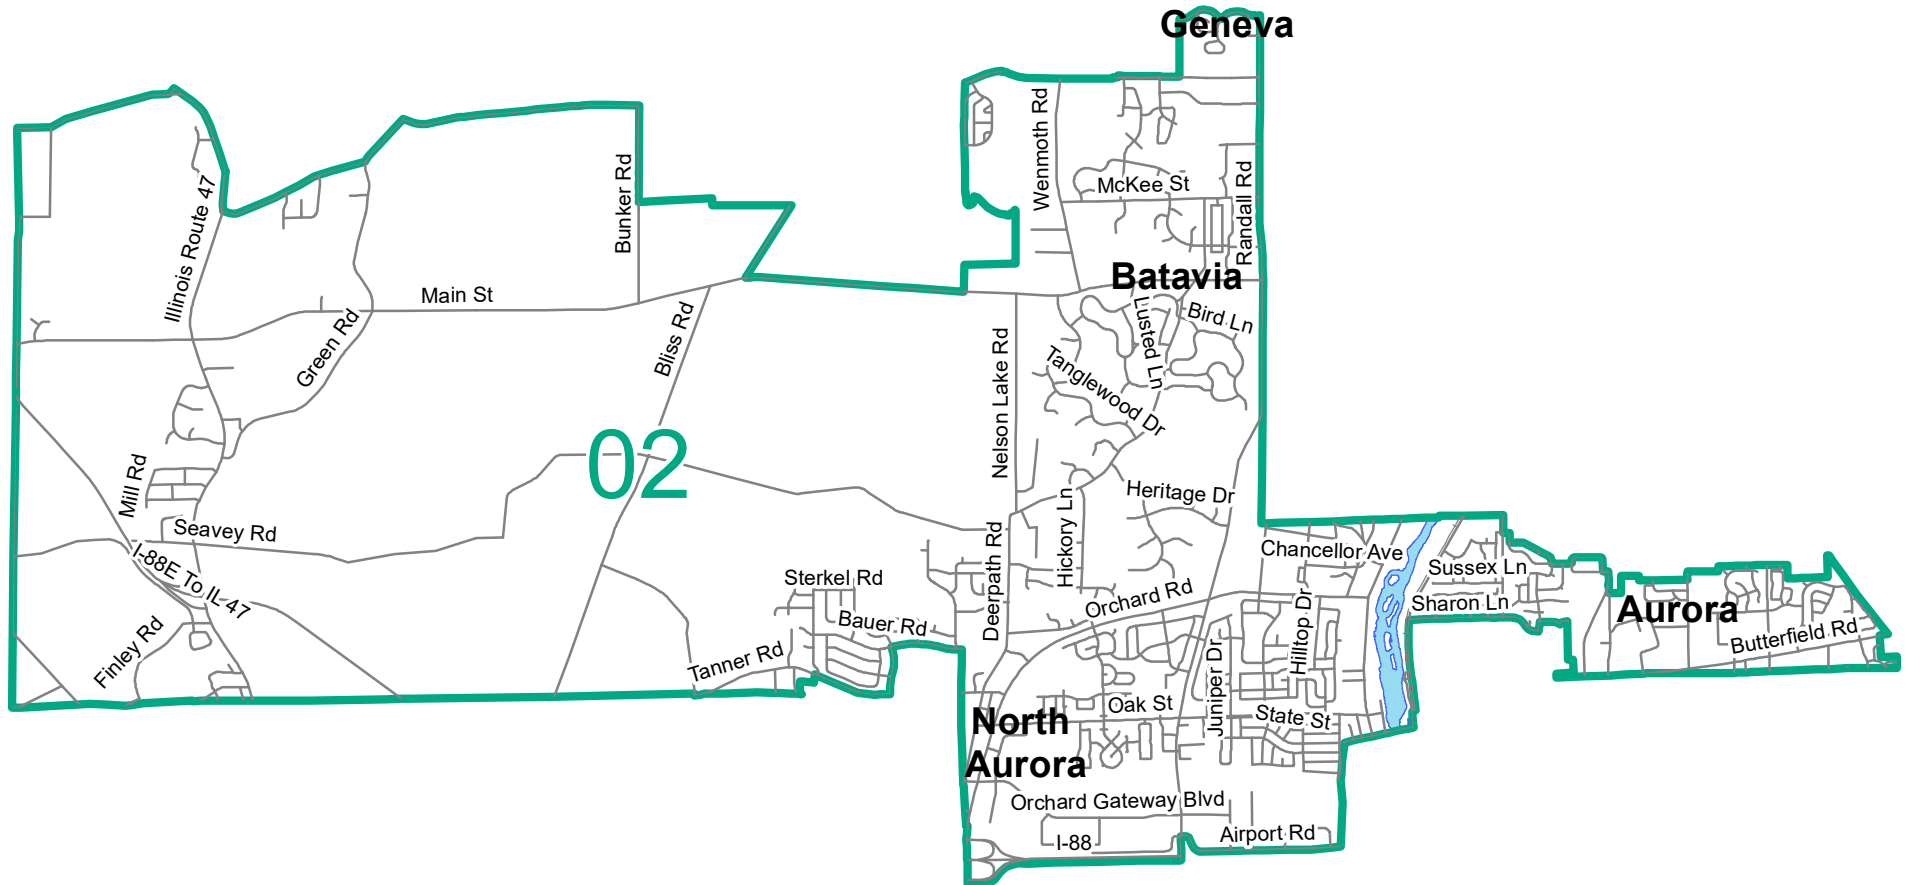 Geneva
Wenmoth Rd
McKee St
Randall Rd
Bunker Rd
Illinois Route 47
Batavia
Main St
Green Rd
Bliss Rd
Lusted Ln
Bird Ln
Nelson Lake Rd
Tanglewood Dr
02
Mill Rd
Heritage Dr
Hickory Ln
Seavey Rd
I-88E To IL 47
Deerpath Rd
Chancellor Ave
Sussex Ln
Sterkel Rd
Orchard Rd
Sharon Ln
Aurora
Finley Rd
Bauer Rd
Hilltop Dr
Butterfield Rd
Tanner Rd
Juniper Dr
Oak St
State St
North
Aurora
Orchard Gateway Blvd
I-88
Airport Rd